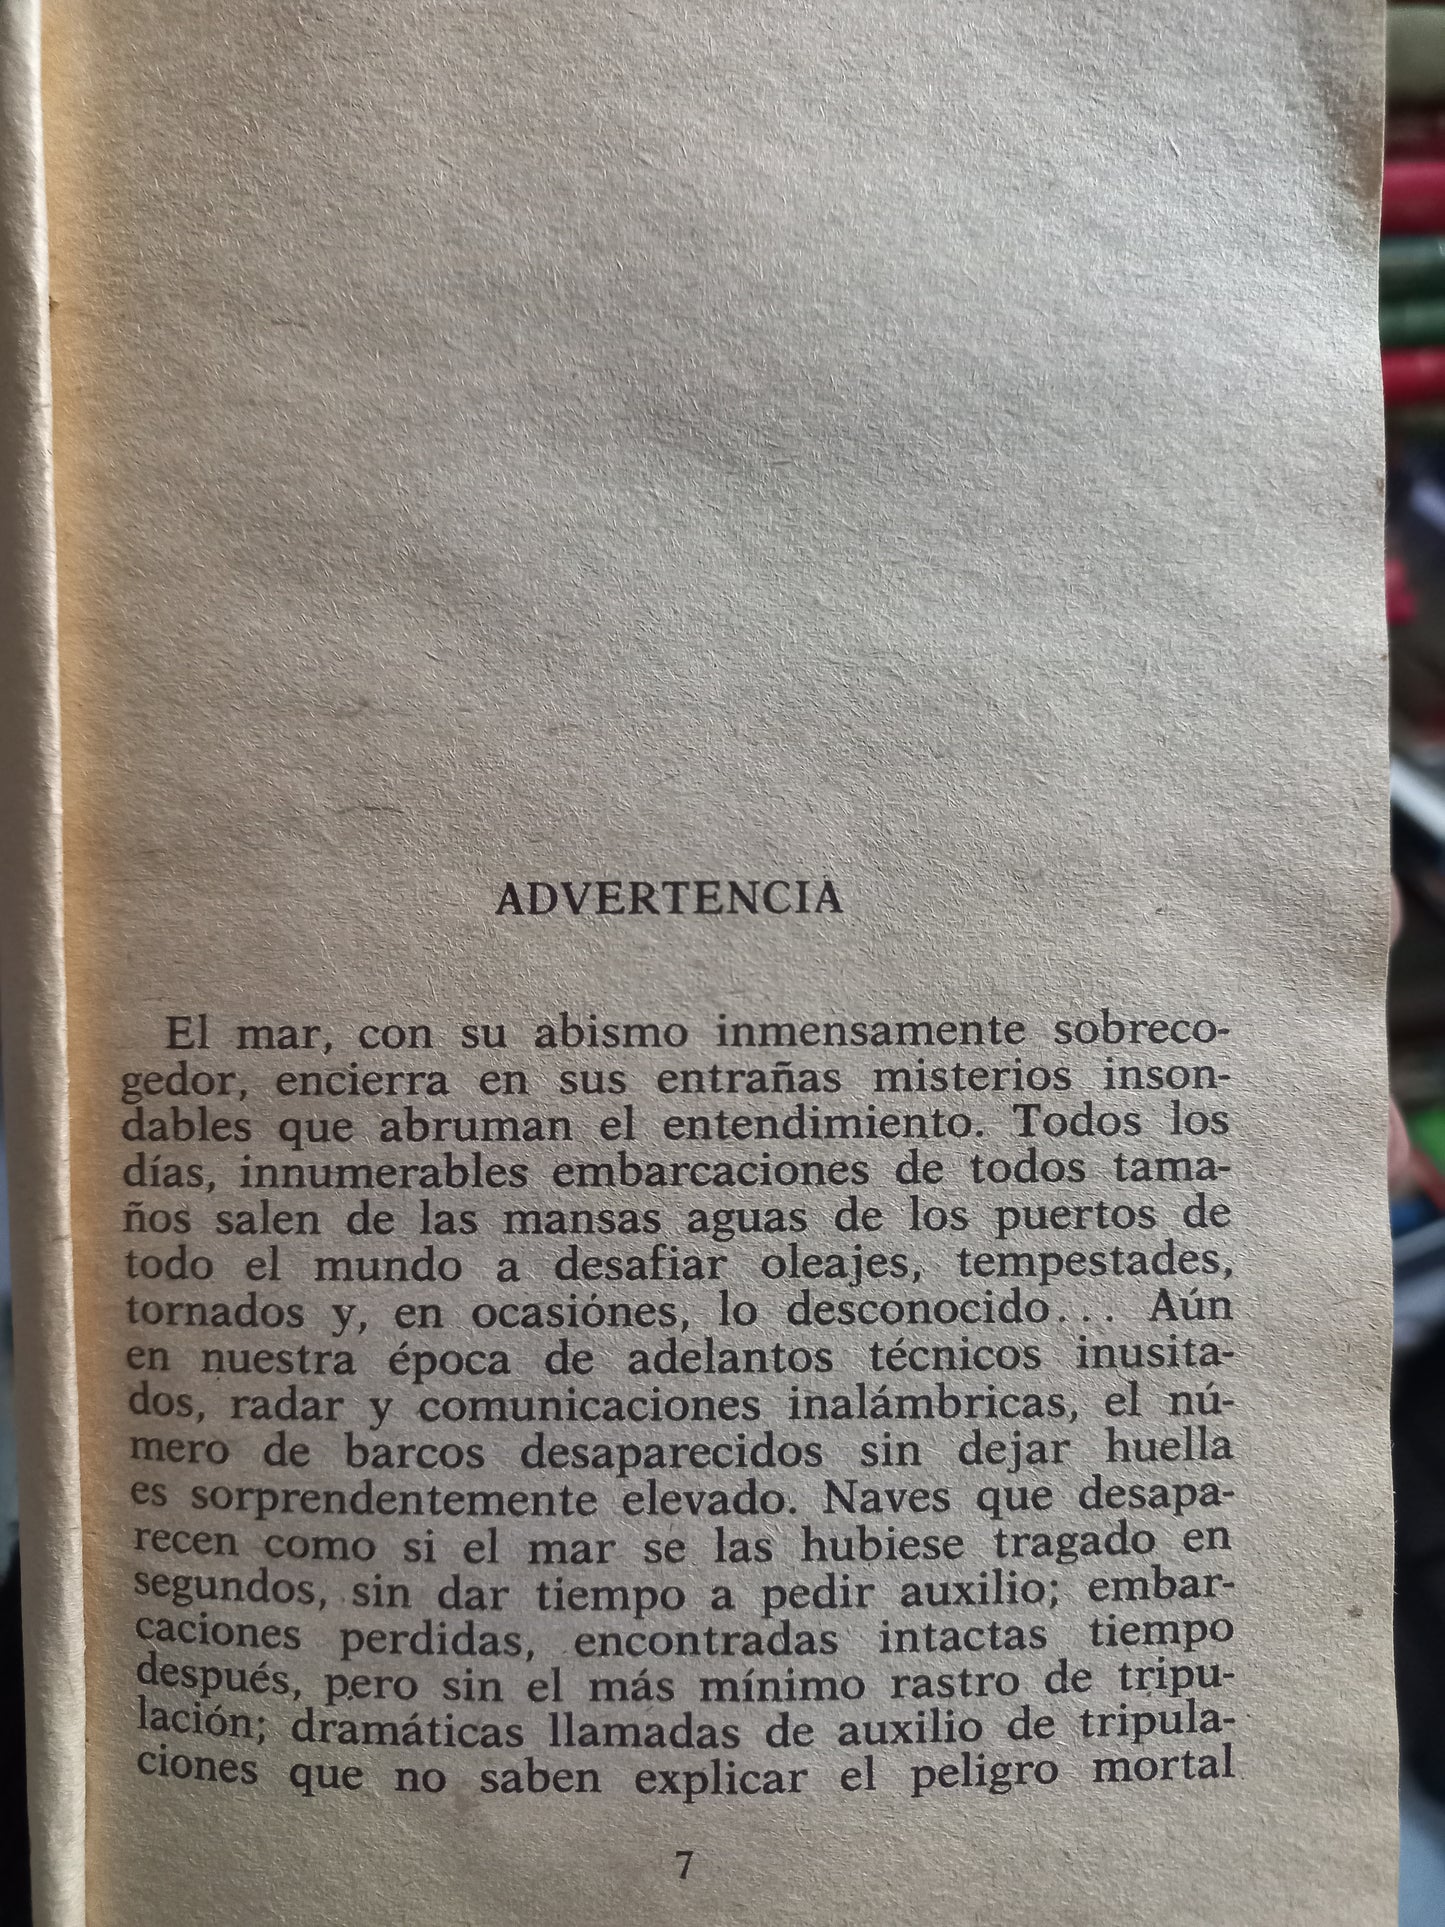 ADVERTENCIA
El mar, con su abismo inmensamente sobreco-
gedor, encierra en sus entrañas misterios inson-
dables que abruman el entendimiento. Todos los
días, innumerables embarcaciones de todos tama-
ños salen de las mansas aguas de los puertos de
todo el mundo a desafiar oleajes, tempestades,
tornados y, en ocasiónes, lo desconocido... Aún
en nuestra época de adelantos técnicos inusita-
dos, radar y comunicaciones inalámbricas, el nú-
mero de barcos desaparecidos sin dejar huella
es sorprendentemente elevado. Naves que desapa-
recen como si el mar se las hubiese tragado en
segundos, sin dar tiempo a pedir auxilio; embar-
caciones perdidas, encontradas intactas tiempo
después, pero sin el más mínimo rastro de tripu-
lación; dramáticas llamadas de auxilio de tripula-
ciones que no saben explicar el peligro mortal
7